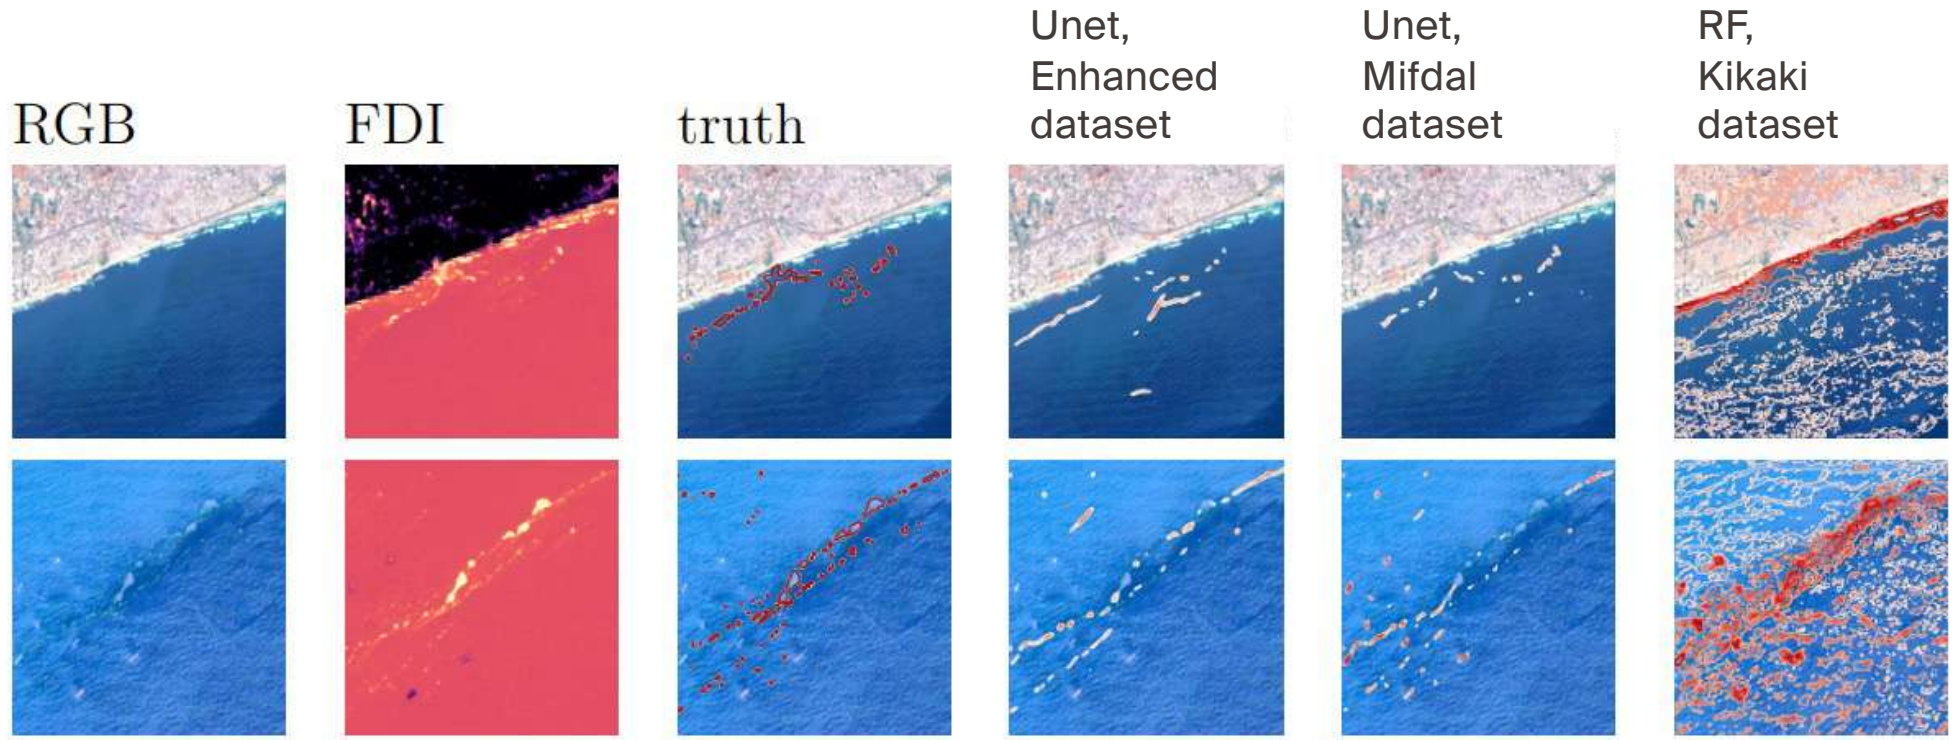 RGB
FDI
truth
Unet,
Enhanced
dataset
Unet,
Mifdal
dataset
RF,
Kikaki
dataset